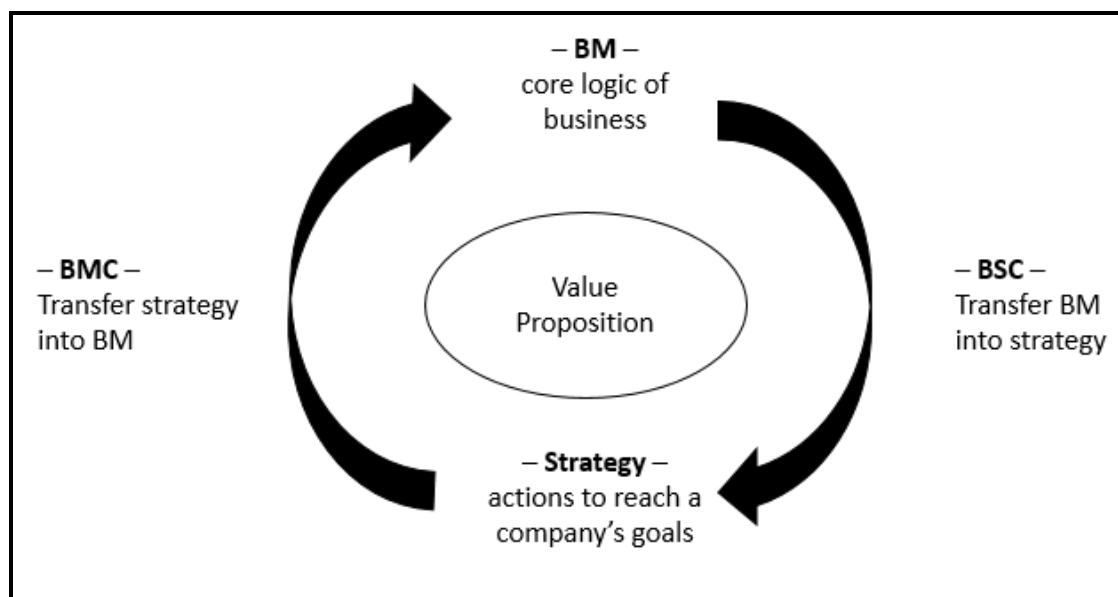 – BM –
core logic of
business
– BMC –
Transfer strategy
into BM
Value
Proposition
– BSC –
Transfer BM
into strategy
– Strategy –
actions to reach a
company’s goals